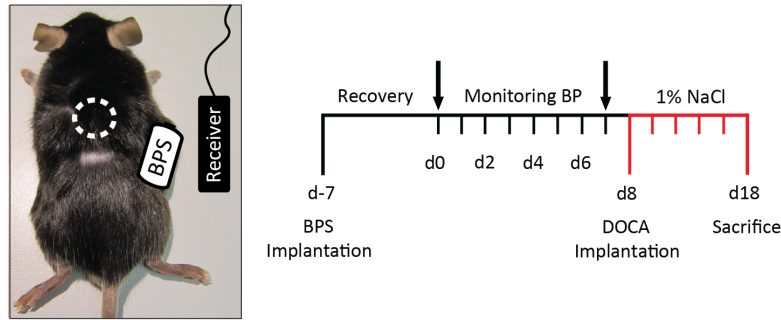 BPS
Receiver
Recovery
Monitoring BP
1% NaCl
d0
d2
d4
d6
d-7
d8
d18
BPS
Implantation
DOCA
Implantation
Sacrifice